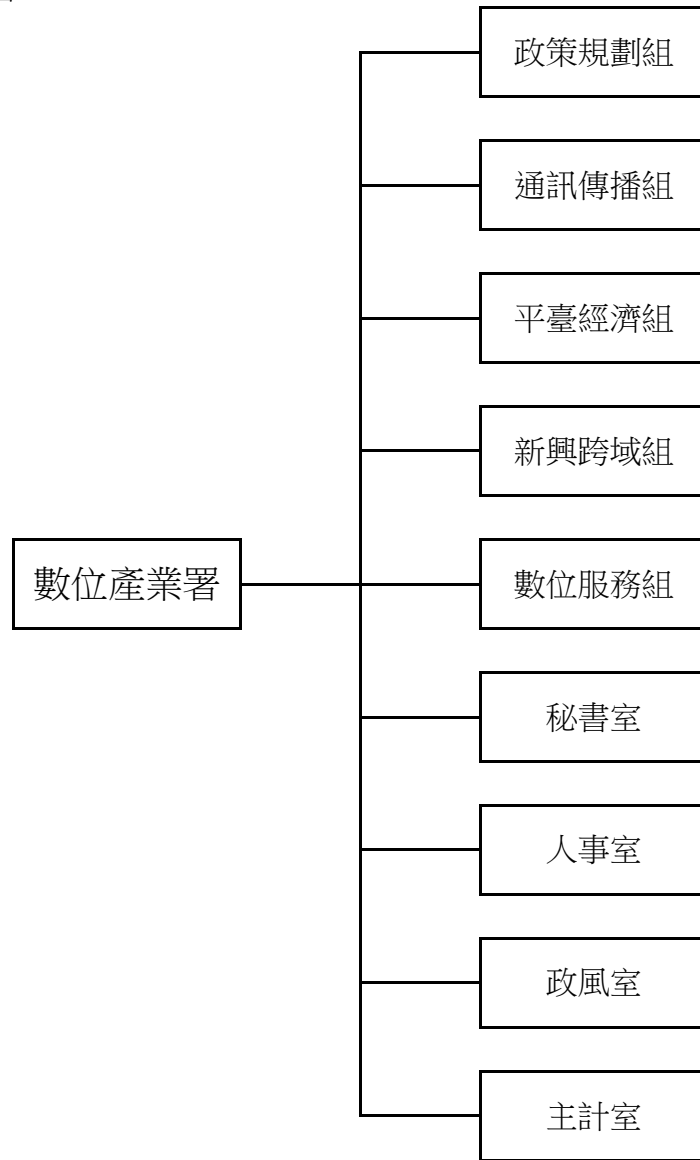 政策規劃組
通訊傳播組
平臺經濟組
新興跨域組
數位產業署
數位服務組
秘書室
人事室
政風室
主計室